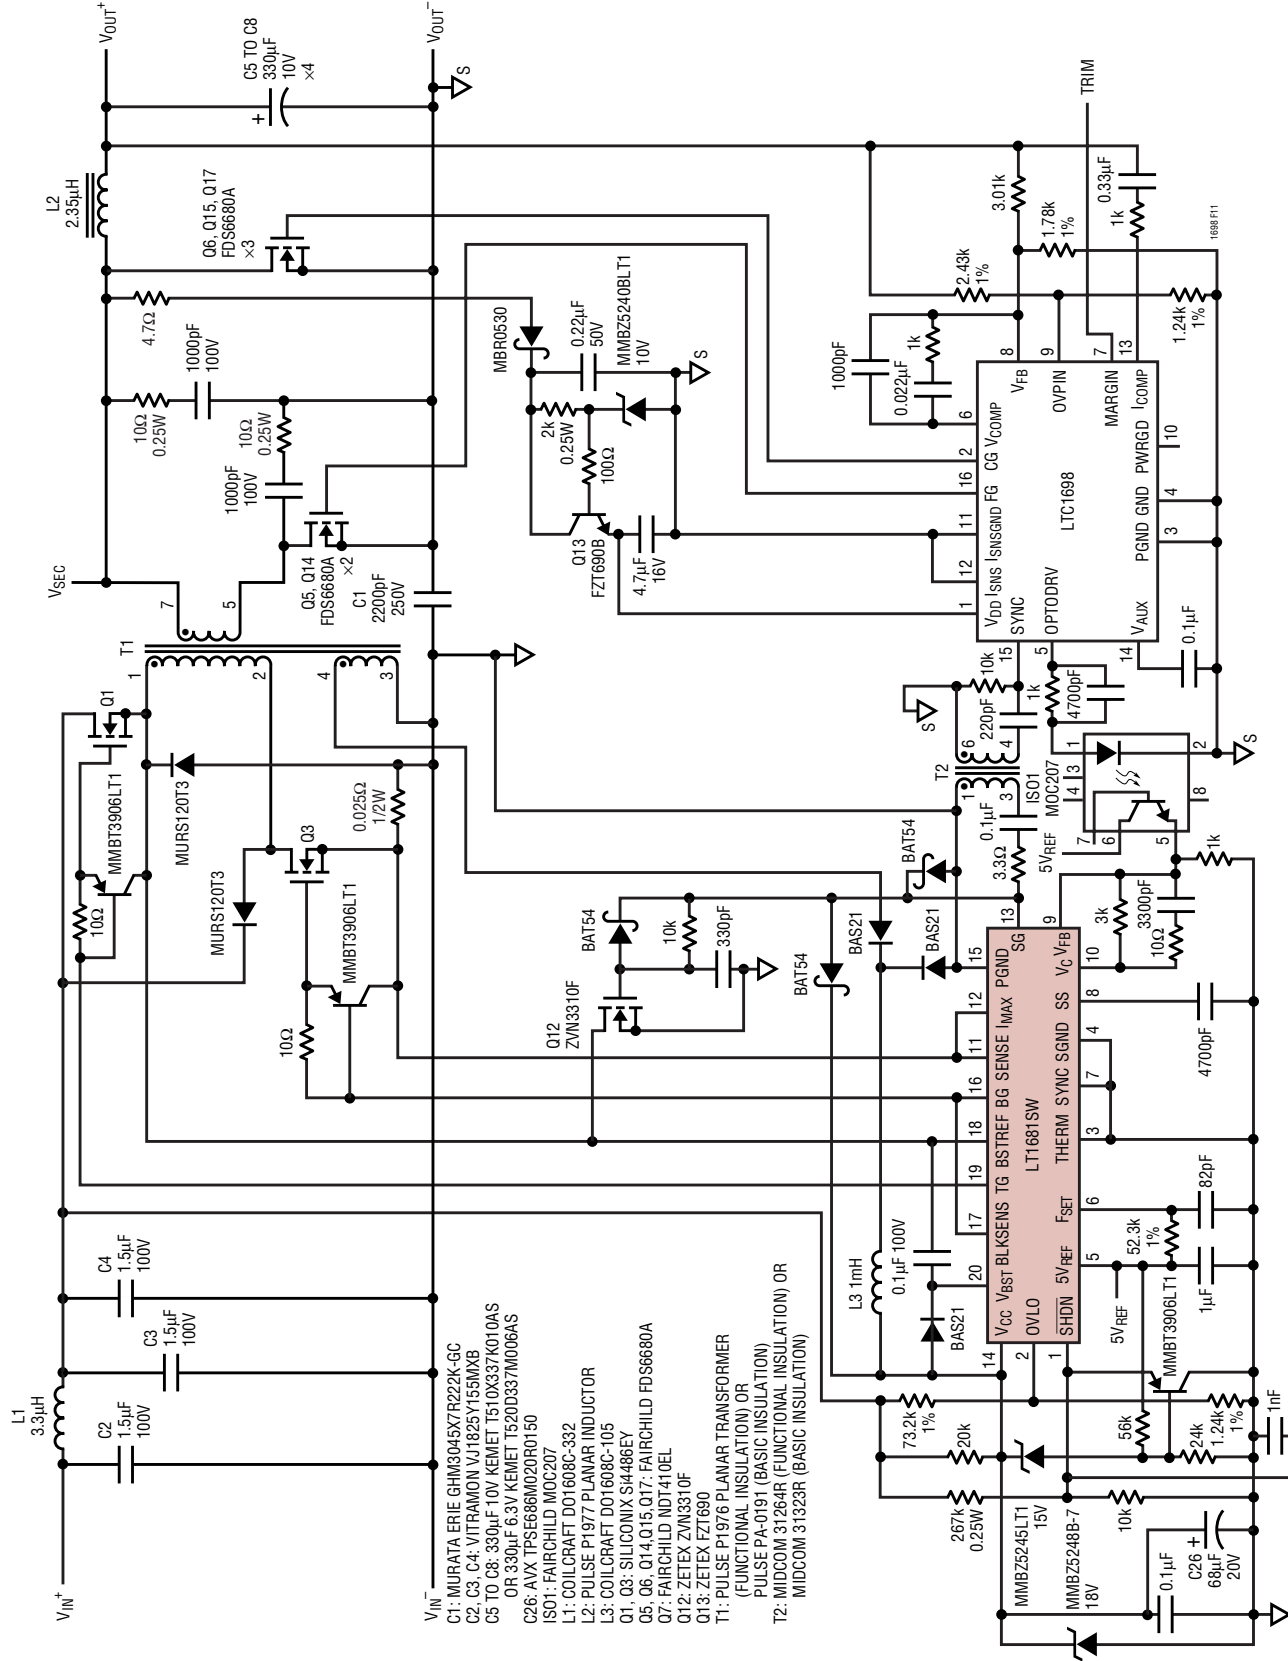 VIN+
VIN–
L1
3.3µH
C2
1.5µF
100V
C3
1.5µF
100V
C4
1.5µF
100V
10Ω
MMBT3906LT1
Q1
MURS120T3
MURS120T3
Q3
0.025Ω
1/2W
10Ω
MMBT3906LT1
T1
1
2
4
3
7
5
VSEC
10Ω
0.25W
1000pF
100V
10Ω
0.25W
1000pF
100V
4.7Ω
Q5, Q14
FDS6680A
×2
C1
2200pF
250V
Q6, Q15, Q17
FDS6680A
×3
L2
2.35µH
C5 TO C8
330µF
10V
×4
+
VOUT+
VOUT–
S
C1: MURATA ERIE GHM3045X7R222K-GC
C2, C3, C4: VITRAMON VJ1825Y155MXB
C5 TO C8: 330µF 10V KEMET T510X337K010AS
OR 330µF 6.3V KEMET T520D337M006AS
C26: AVX TPSE686M020R0150
ISO1: FAIRCHILD MOC207
L1: COILCRAFT DO1608C-332
L2: PULSE P1977 PLANAR INDUCTOR
L3: COILCRAFT DO1608C-105
Q1, Q3: SILICONIX Si4486EY
Q5, Q6, Q14,Q15,Q17: FAIRCHILD FDS6680A
Q7: FAIRCHILD NDT410EL
Q12: ZETEX ZVN3310F
Q13: ZETEX FZT690
T1: PULSE P1976 PLANAR TRANSFORMER
(FUNCTIONAL INSULATION) OR
PULSE PA-0191 (BASIC INSULATION)
T2: MIDCOM 31264R (FUNCTIONAL INSULATION) OR
MIDCOM 31323R (BASIC INSULATION)
Q12
ZVN3310F
BAT54
10k
330pF
BAT54
BAS21
BAS21
BAT54
MBR0530
0.22µF
50V
MMBZ5240BLT1
10V
2k
0.25W
100Ω
Q13
FZT690B
4.7µF
16V
S
L3 1mH
0.1µF 100V
BAS21
3.3Ω
0.1µF
T2
1
3
6
4
S
220pF
10k
1k
4700pF
1000pF
0.022µF
1k
2.43k
1%
3.01k
1.78k
1%
1k
0.33µF
1.24k
1%
TRIM
14
20
17
19
18
16
11
12
15
13
VCC
VBST
BLKSENS
TG
BSTREF
BG
SENSE
IMAX
PGND
SG
OVLO
2
SHDN
1
LT1681SW
5VREF
FSET
THERM
SYNC
SGND
SS
VC
VFB
5
6
3
7
4
8
10
9
1
12
11
16
2
6
VDD
ISNS
ISNSGND
FG
CG
VCOMP
SYNC
15
OPTODRV
5
VAUX
14
LTC1698
VFB
8
OVPIN
9
MARGIN
7
ICOMP
13
PGND
GND
PWRGD
3
4
10
0.1µF
ISO1
MOC207
5VREF
7
6
5
4
3
1
8
2
S
1k
3k
3300pF
10Ω
4700pF
82pF
52.3k
1%
1µF
5VREF
MMBT3906LT1
73.2k
1%
20k
267k
0.25W
56k
24k
1.24k
1%
1nF
MMBZ5245LT1
15V
MMBZ5248B-7
18V
10k
0.1µF
C26
68µF
20V
+
1698 F11